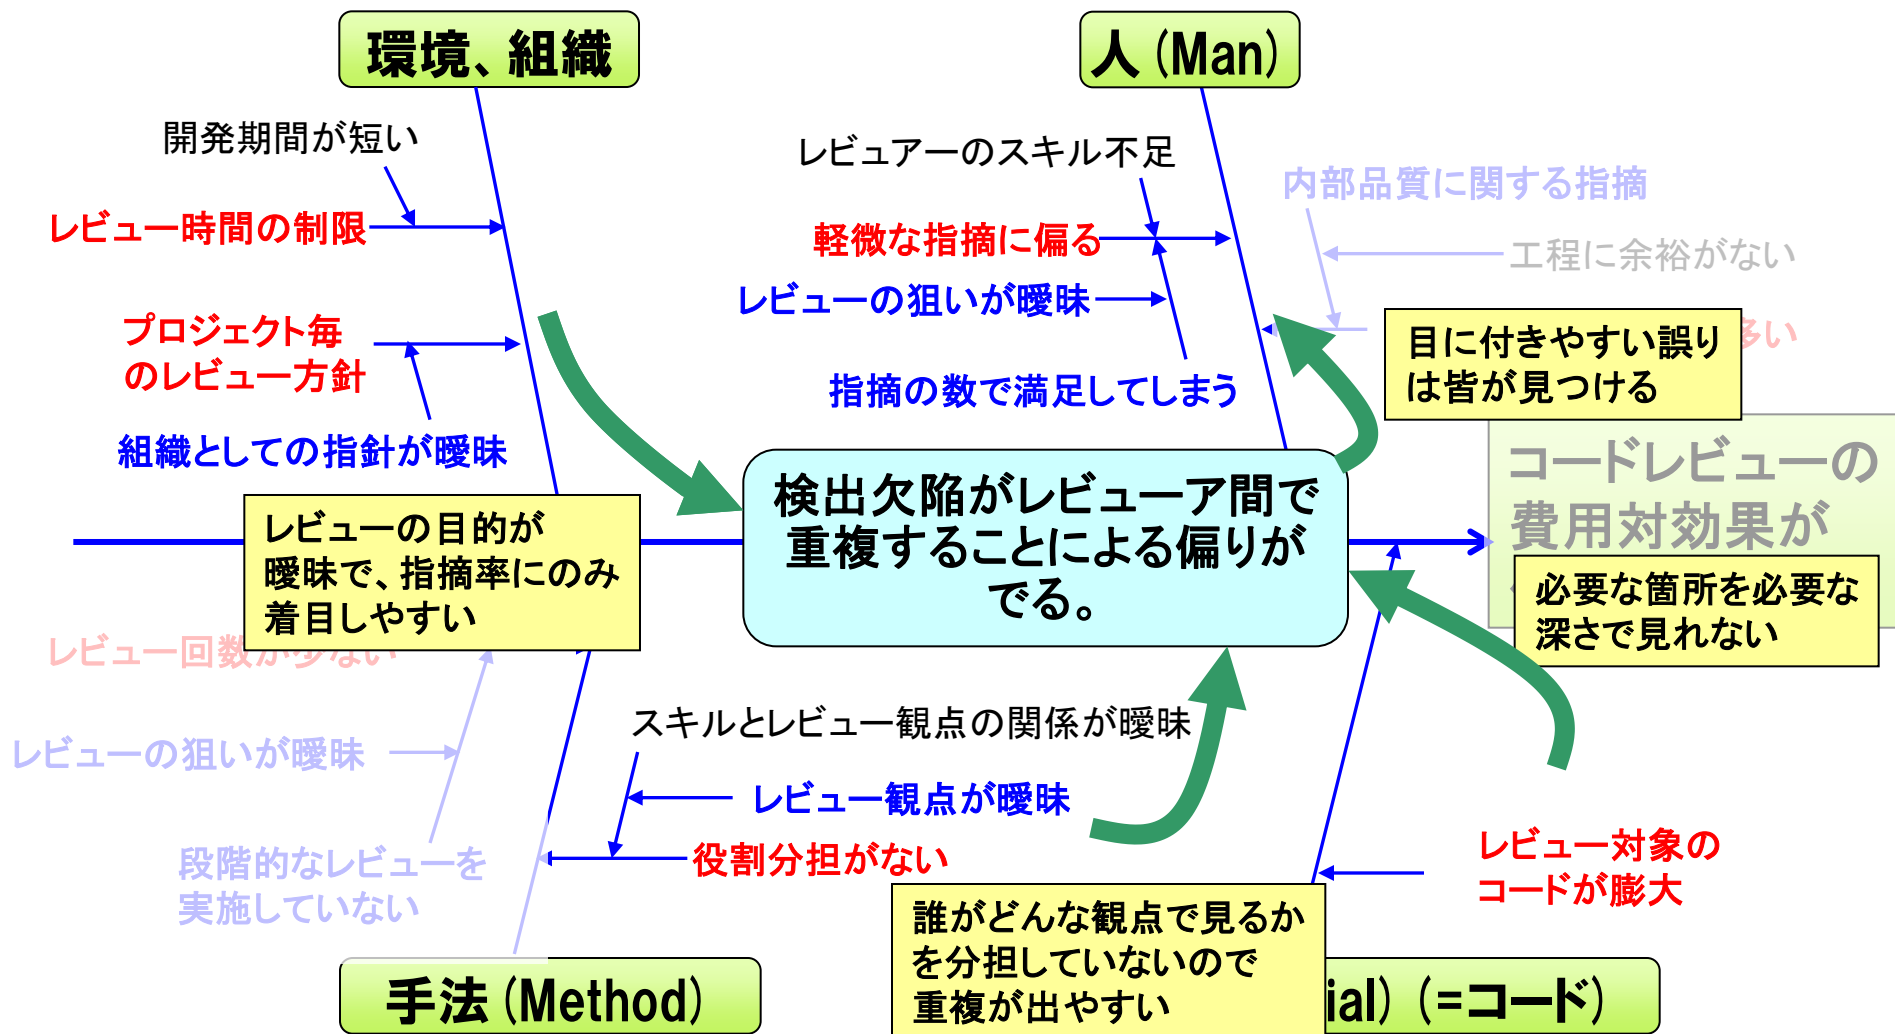 環境、組織
人(Man)
開発期間が短い
レビュアーのスキル不足
内部品質に関する指摘
レビュー時間の制限
軽微な指摘に偏る
工程に余裕がない
レビューの狙いが曖昧
プロジェクト毎
のレビュー方針
目に付きやすい誤り
は皆が見つける
多い
指摘の数で満足してしまう
組織としての指針が曖昧
コードレビューの
費用対効果が
検出欠陥がレビューア間で
重複することによる偏りが
でる。
レビューの目的が
曖昧で、指摘率にのみ
着目しやすい
必要な箇所を必要な
深さで見れない
レビュー回数が少ない
スキルとレビュー観点の関係が曖昧
レビューの狙いが曖昧
レビュー観点が曖昧
段階的なレビューを
実施していない
役割分担がない
レビュー対象の
コードが膨大
誰がどんな観点で見るか
を分担していないので
重複が出やすい
手法(Method)
ial) (=コード)